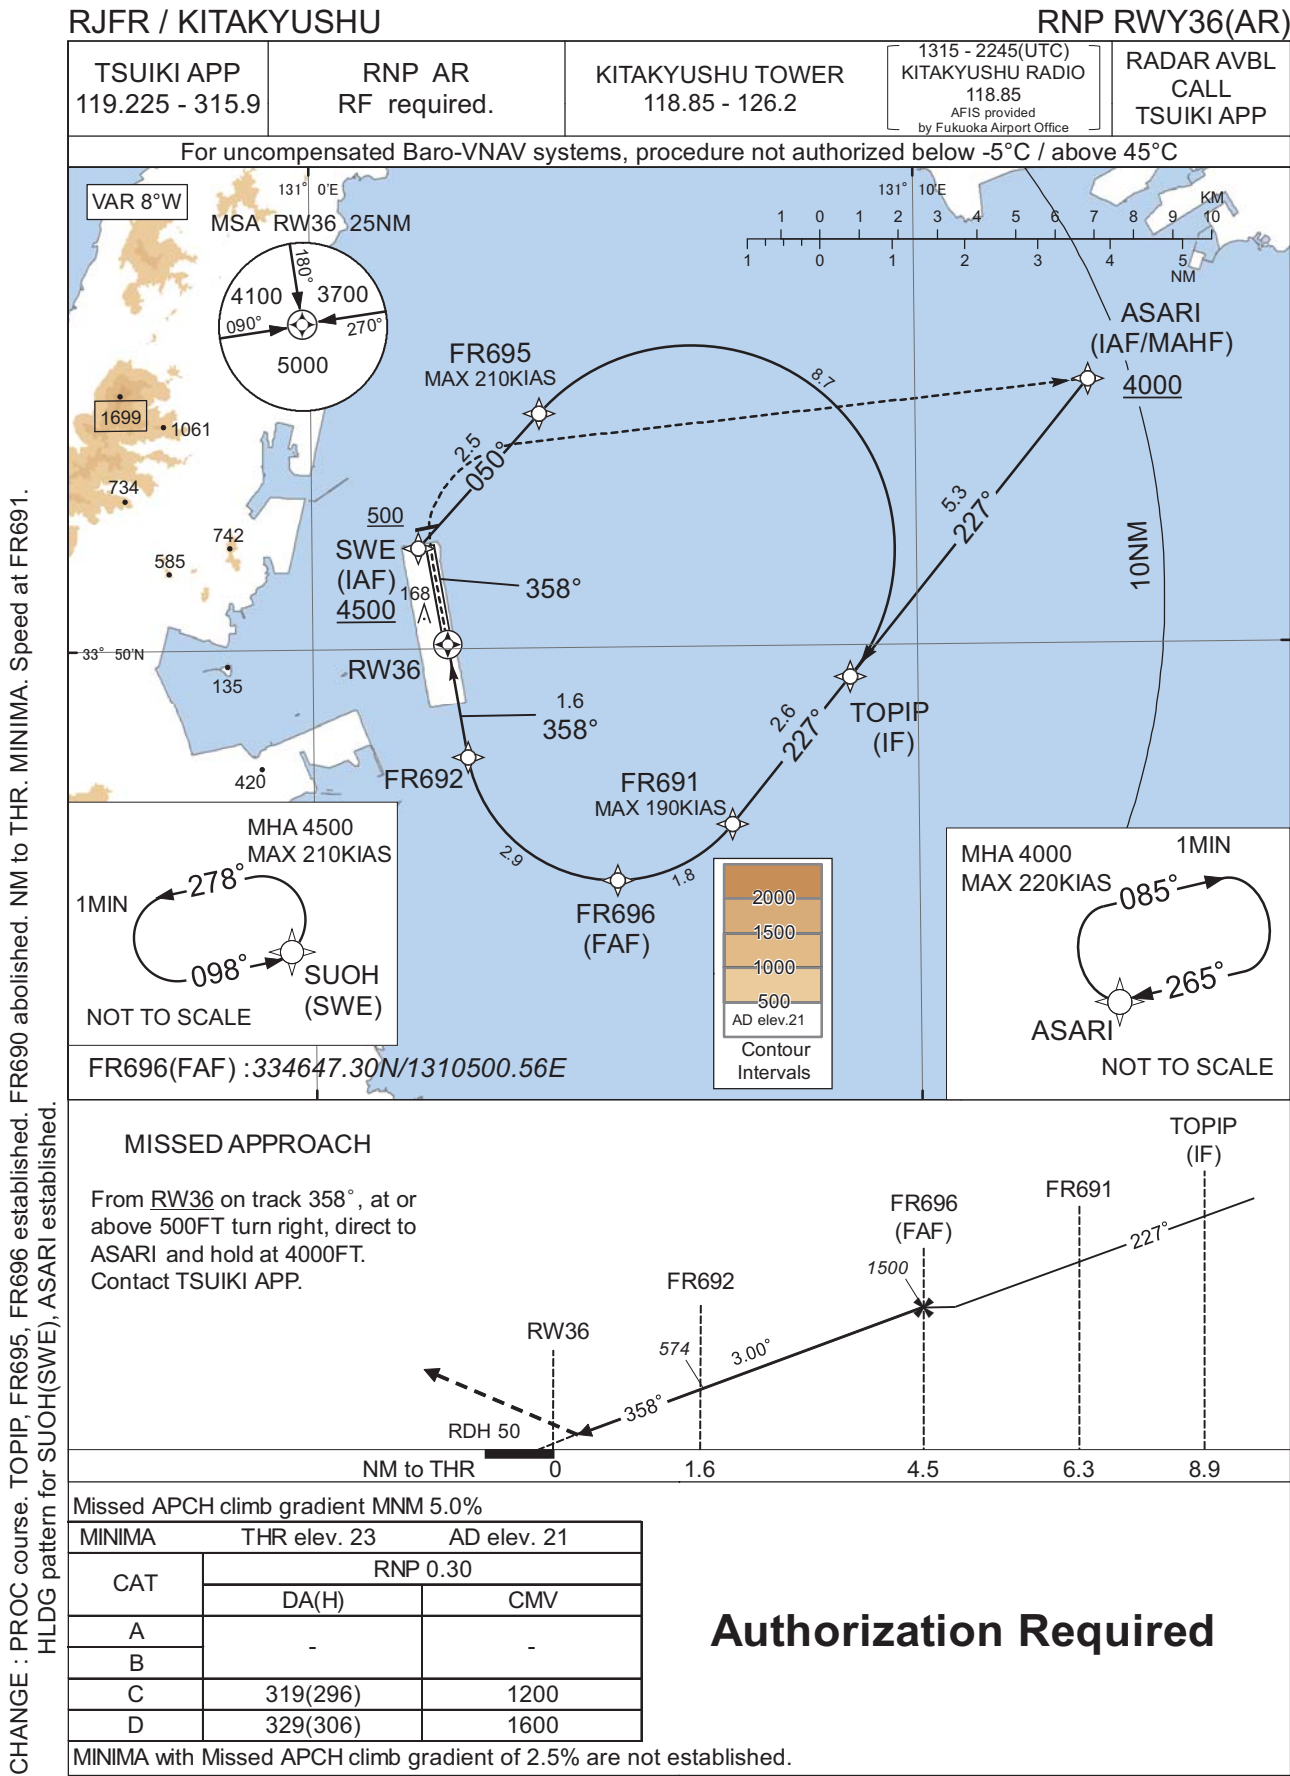 RJFR / KITAKYUSHU
RNP RWY36(AR)
TSUIKI APP
119.225 - 315.9
RNP AR
RF required.
KITAKYUSHU TOWER
118.85 - 126.2
1315 - 2245(UTC)
KITAKYUSHU RADIO
118.85
AFIS provided
by Fukuoka Airport Office
RADAR AVBL
CALL
TSUIKI APP
For uncompensated Baro-VNAV systems, procedure not authorized below -5°C / above 45°C
VAR 8°W
131° 0'E
131° 10'E
MSA RW36 25NM
180°
4100 3700
090° 270°
5000
KM
1 0 1 2 3 4 5 6 7 8 9 10
1 0 1 2 3 4 5
NM
ASARI
(IAF/MAHF)
4000
FR695
MAX 210KIAS
8.7
1699
1061
734
742
585
2.5
050°
5.3
227°
10NM
500
SWE
(IAF)
4500
168
358°
33° 50'N
RW36
135
TOPIP
(IF)
1.6
358°
2.6
227°
FR692
420
FR691
MAX 190KIAS
2.9
1.8
FR696
(FAF)
MHA 4500
MAX 210KIAS
278°
1MIN
098°
SUOH
(SWE)
NOT TO SCALE
FR696(FAF) : 334647.30N/1310500.56E
2000
1500
1000
500
AD elev.21
Contour
Intervals
MHA 4000
MAX 220KIAS
1MIN
085°
265°
ASARI
NOT TO SCALE
MISSED APPROACH
From RW36 on track 358°, at or
above 500FT turn right, direct to
ASARI and hold at 4000FT.
Contact TSUIKI APP.
TOPIP
(IF)
FR691
FR696
(FAF)
227°
1500
FR692
RW36
574
3.00°
358°
RDH 50
NM to THR 0 1.6 4.5 6.3 8.9
Missed APCH climb gradient MNM 5.0%
MINIMA THR elev. 23 AD elev. 21
CAT RNP 0.30
DA(H) CMV
A - -
B
C 319(296) 1200
D 329(306) 1600
MINIMA with Missed APCH climb gradient of 2.5% are not established.
Authorization Required
CHANGE : PROC course. TOPIP, FR695, FR696 established. FR690 abolished. NM to THR. MINIMA. Speed at FR691.
HLDG pattern for SUOH(SWE), ASARI established.